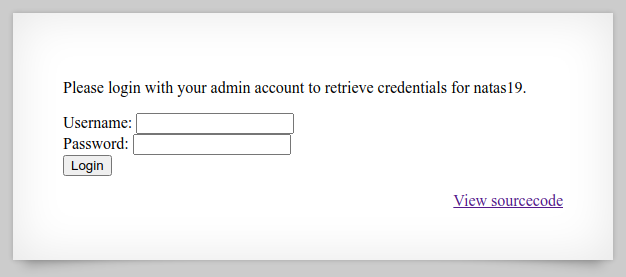 Please login with your admin account to retrieve credentials for natas19.
Username:
Password:
Login
View sourcecode